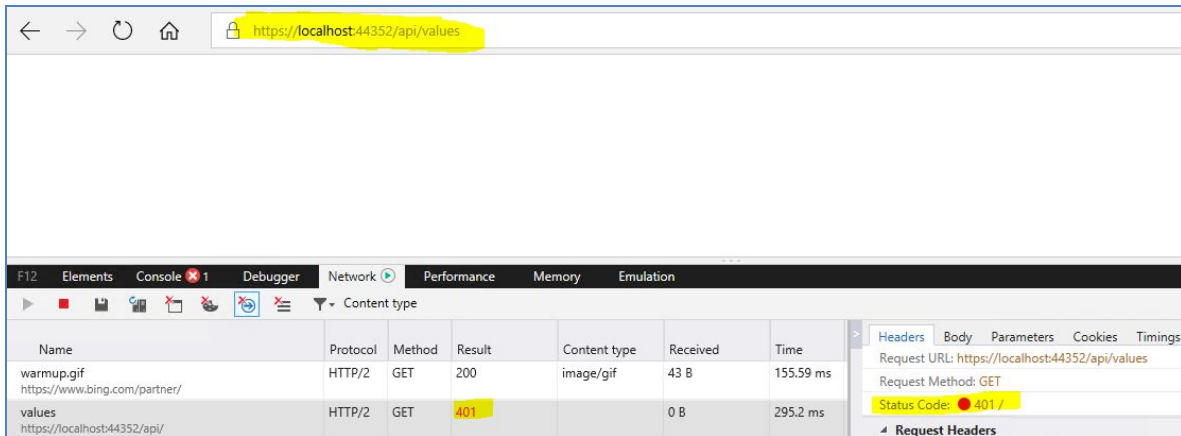 https://localhost:44352/api/values
F12 Elements Console 1 Debugger Network Performance Memory Emulation
Content type
Name Protocol Method Result Content type Received Time
warmup.gif HTTP/2 GET 200 image/gif 43 B 155.59 ms
https://www.bing.com/partner/
values HTTP/2 GET 401 0 B 295.2 ms
https://localhost:44352/api/
Headers Body Parameters Cookies Timings
Request URL: https://localhost:44352/api/values
Request Method: GET
Status Code: 401 /
Request Headers